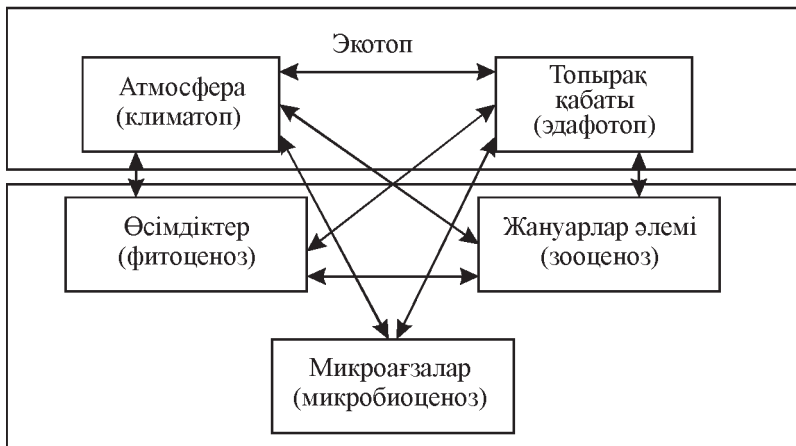 Экотоп
Атмосфера
(климатоп)
Топырақ
қабаты
(эдафотоп)
Өсімдіктер
(фитоценоз)
Жануарлар әлемі
(зооценоз)
Микроағзалар
(микробиоценоз)